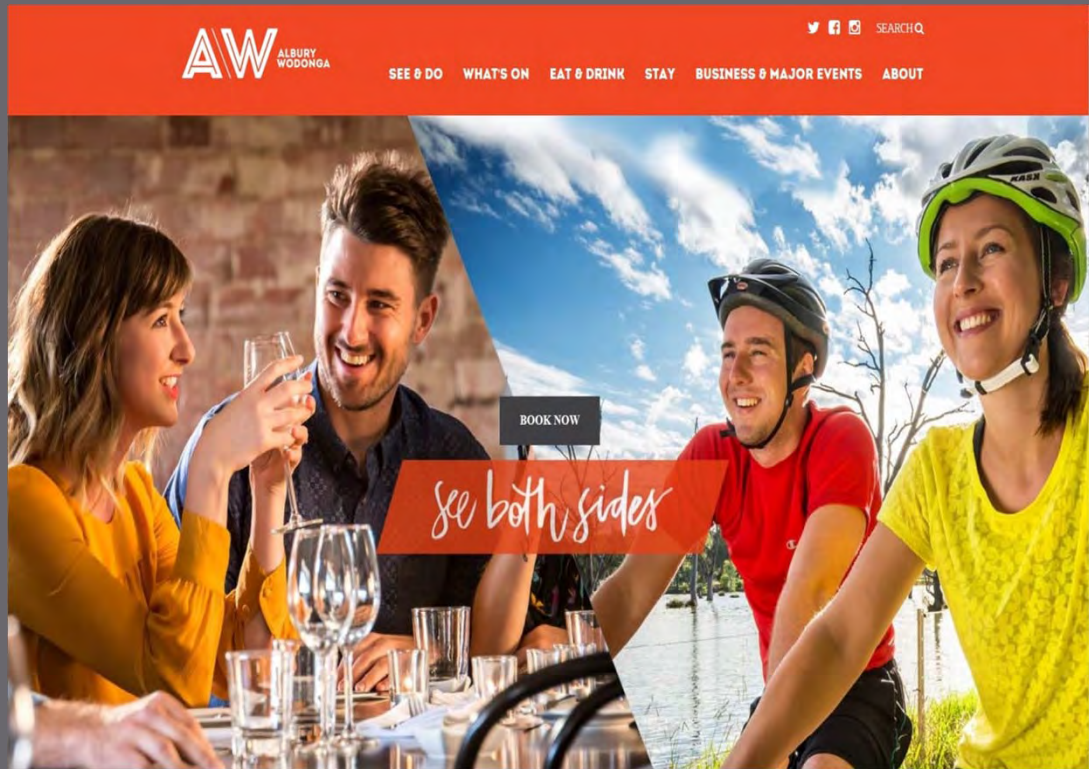 SEARCH
AW ALBURY
WODONGA
SEE & DO WHAT'S ON EAT & DRINK STAY BUSINESS & MAJOR EVENTS ABOUT
KASK
BOOK NOW
see both sides